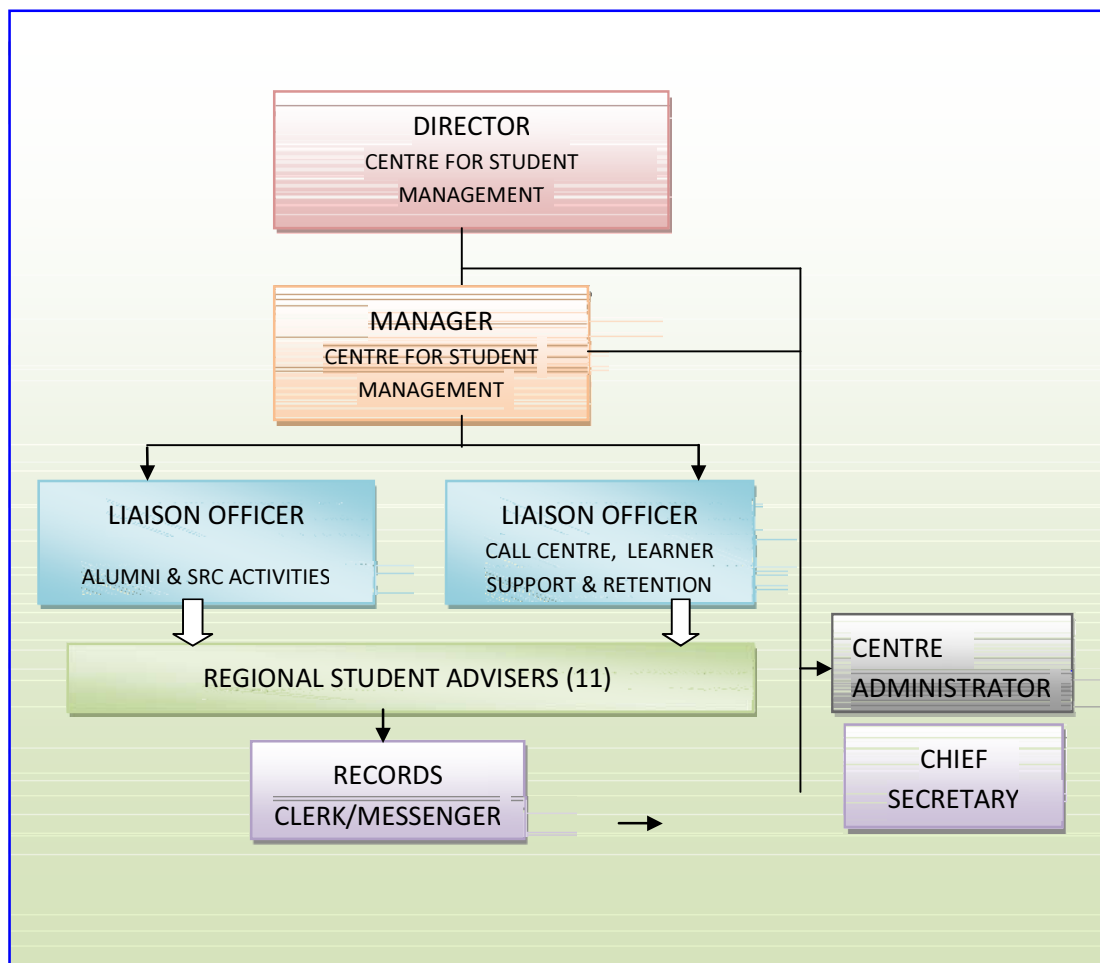 DIRECTOR
CENTRE FOR STUDENT
MANAGEMENT
MANAGER
CENTRE FOR STUDENT
MANAGEMENT
LIAISON OFFICER
ALUMNI & SRC ACTIVITIES
LIAISON OFFICER
CALL CENTRE, LEARNER
SUPPORT & RETENTION
REGIONAL STUDENT ADVISERS (11)
CENTRE
ADMINISTRATOR
RECORDS
CLERK/MESSENGER
CHIEF
SECRETARY